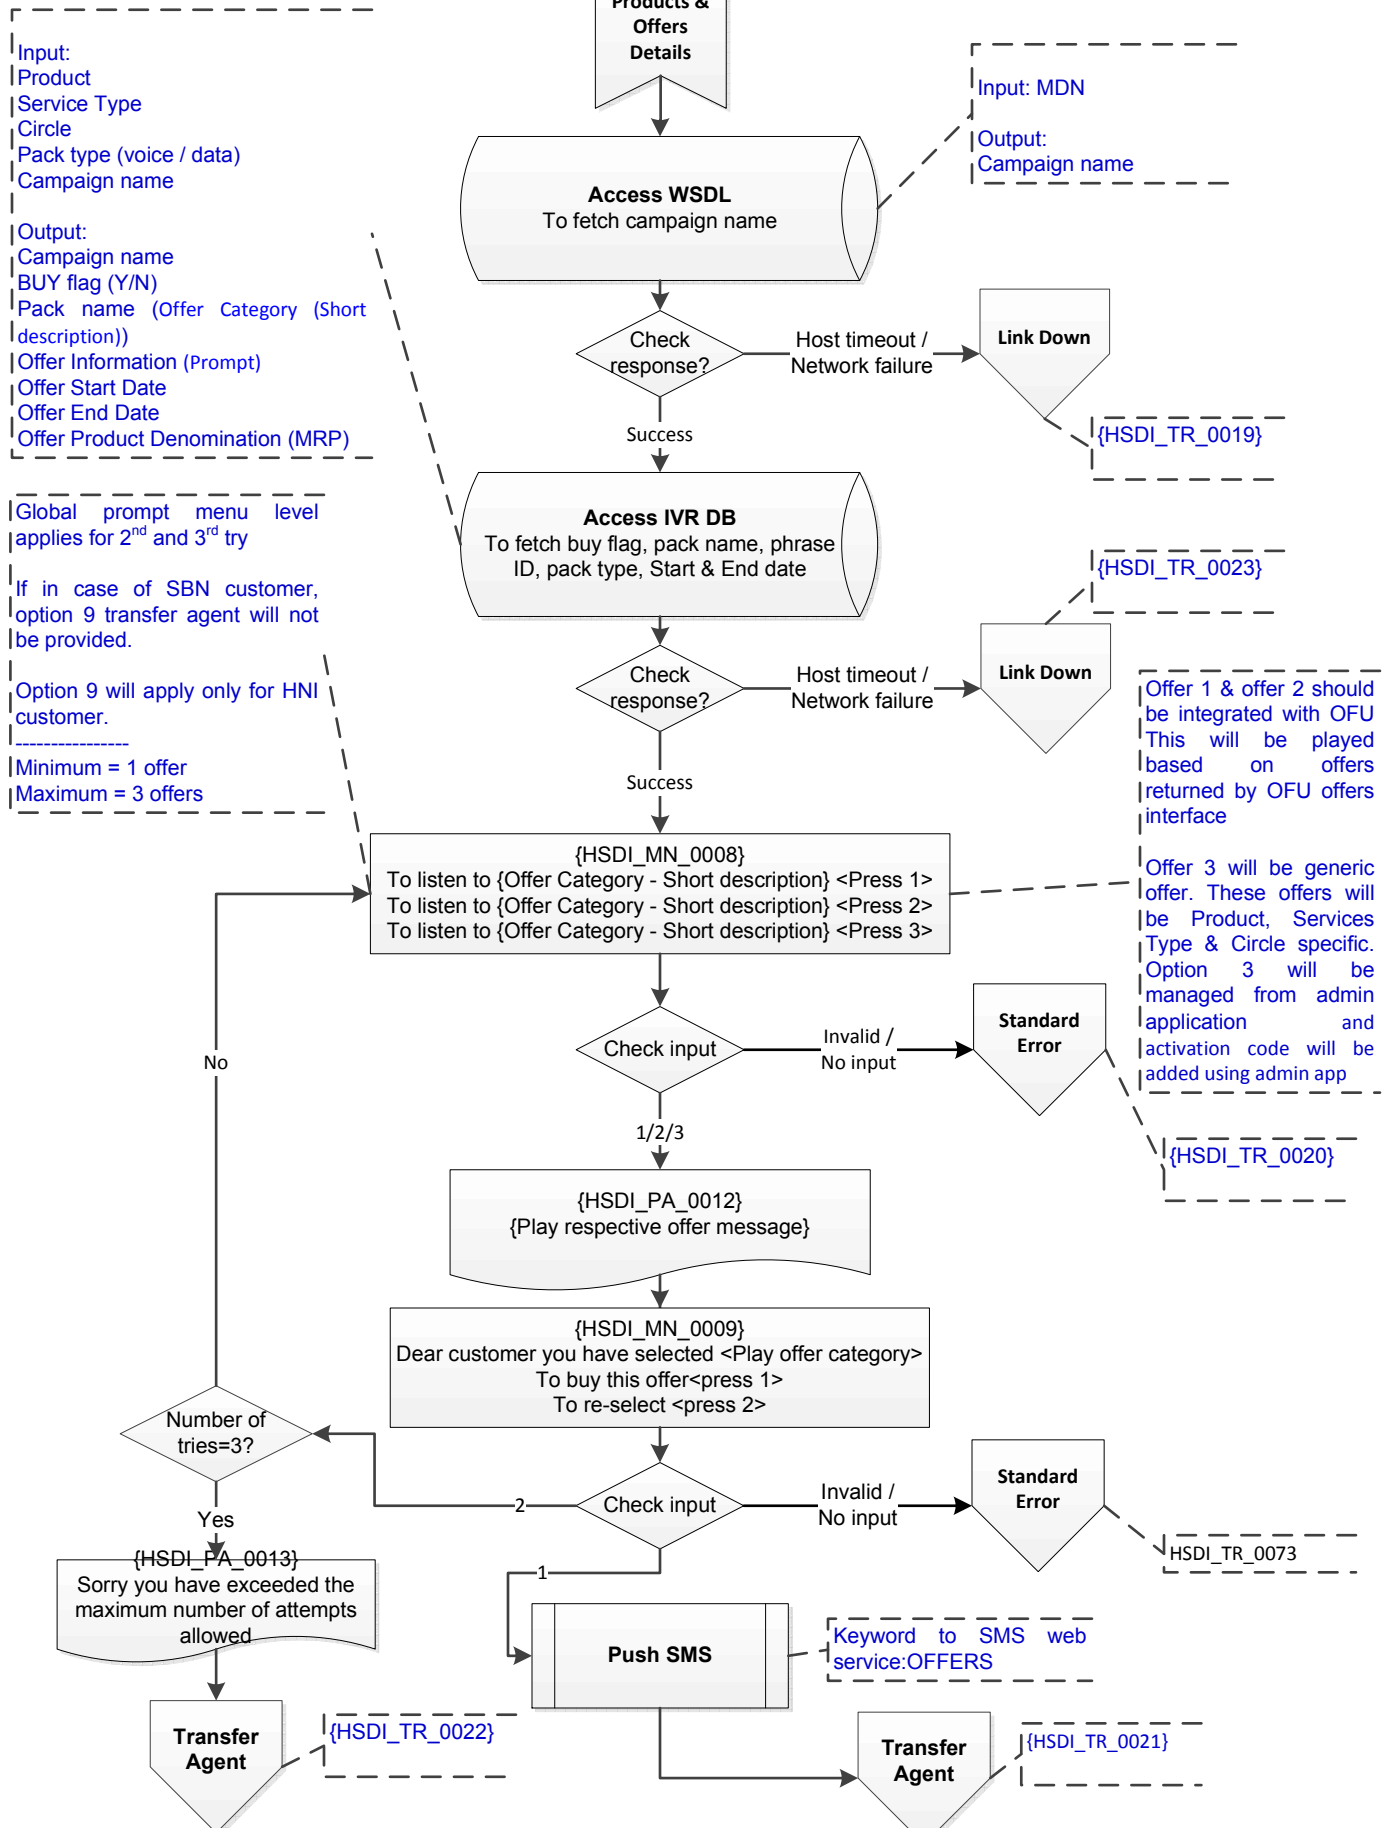 Products &
Offers
Details
Input:
Product
Service Type
Circle
Pack type (voice / data)
Campaign name
Output:
Campaign name
BUY flag (Y/N)
Pack name (Offer Category (Short
description))
Offer Information (Prompt)
Offer Start Date
Offer End Date
Offer Product Denomination (MRP)
Input: MDN
Output:
Campaign name
Access WSDL
To fetch campaign name
Check
response?
Host timeout /
Network failure
Link Down
{HSDI_TR_0019}
Success
Access IVR DB
To fetch buy flag, pack name, phrase
ID, pack type, Start & End date
Global prompt menu level
applies for 2nd and 3rd try
If in case of SBN customer,
option 9 transfer agent will not
be provided.
Option 9 will apply only for HNI
customer.
----------------
Minimum = 1 offer
Maximum = 3 offers
{HSDI_TR_0023}
Check
response?
Host timeout /
Network failure
Link Down
Success
Offer 1 & offer 2 should
be integrated with OFU
This will be played
based on offers
returned by OFU offers
interface
Offer 3 will be generic
offer. These offers will
be Product, Services
Type & Circle specific.
Option 3 will be
managed from admin
application and
activation code will be
added using admin app
{HSDI_MN_0008}
To listen to {Offer Category - Short description} <Press 1>
To listen to {Offer Category - Short description} <Press 2>
To listen to {Offer Category - Short description} <Press 3>
Check input
Invalid /
No input
Standard
Error
{HSDI_TR_0020}
No
1/2/3
{HSDI_PA_0012}
{Play respective offer message}
{HSDI_MN_0009}
Dear customer you have selected <Play offer category>
To buy this offer<press 1>
To re-select <press 2>
Number of
tries=3?
2
Check input
Invalid /
No input
Standard
Error
HSDI_TR_0073
Yes
1
{HSDI_PA_0013}
Sorry you have exceeded the
maximum number of attempts
allowed
Push SMS
Keyword to SMS web
service:OFFERS
Transfer
Agent
{HSDI_TR_0022}
Transfer
Agent
{HSDI_TR_0021}